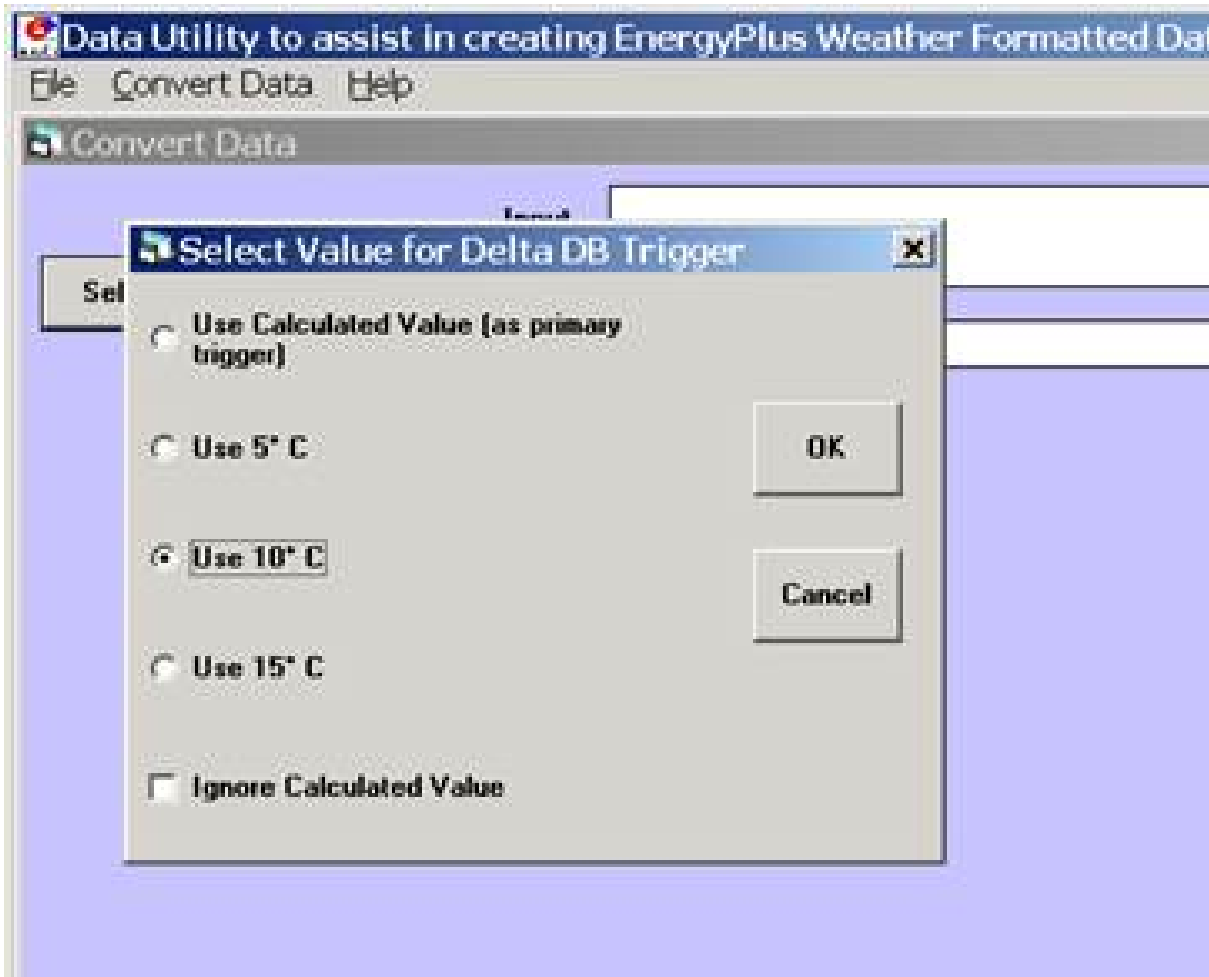 Data Utility to assist in creating EnergyPlus Weather Formatted Da
File Convert Data Help
Convert Data
Input
Select Value for Delta DB Trigger
Sel
Use Calculated Value (as primary
trigger)
Use 5° C
OK
Use 10° C
Cancel
Use 15° C
Ignore Calculated Value